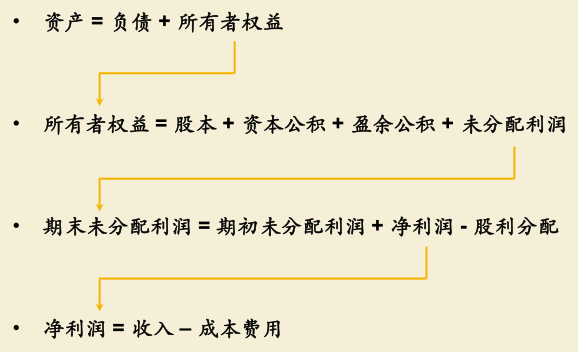 • 资产 = 负债 + 所有者权益
• 所有者权益 = 股本 + 资本公积 + 盈余公积 + 未分配利润
• 期末未分配利润 = 期初未分配利润 + 净利润 - 股利分配
• 净利润 = 收入 – 成本费用